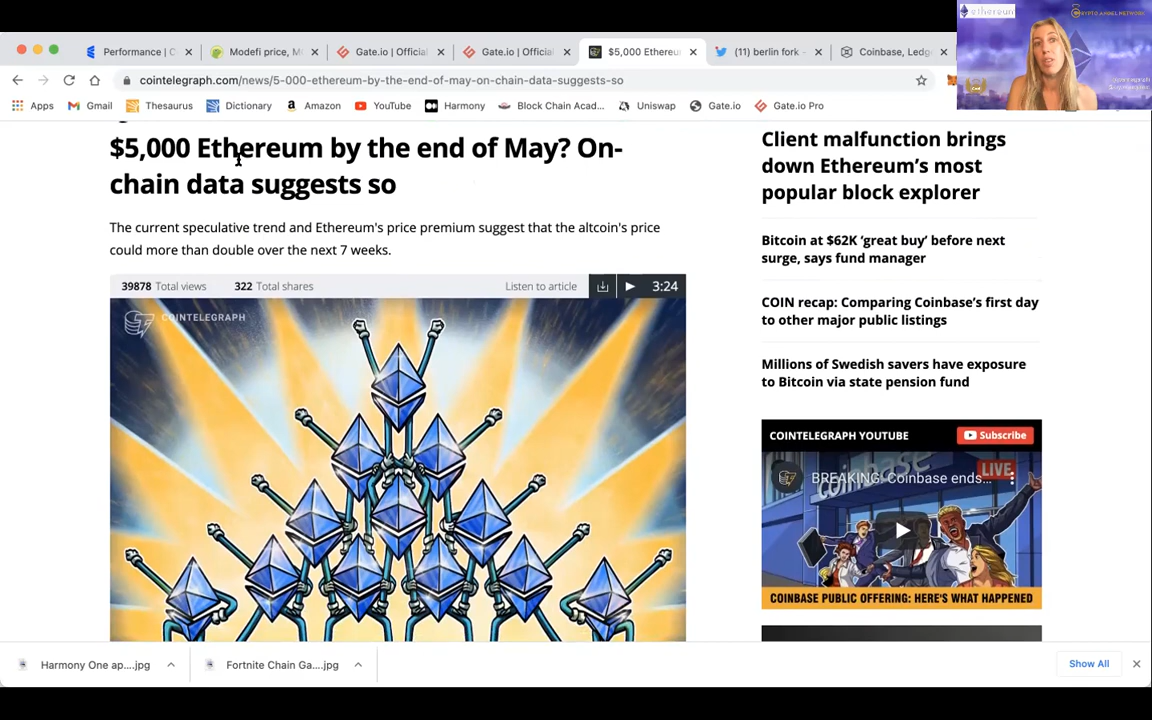 ethereum
CRYPTO ANGEL NETWORK
Performance | C
Modefi price, MO
Gate.io | Official
Gate.io | Official
$5,000 Ethereu
(11) berlin fork -
Coinbase, Ledg
cointelegraph.com/news/5-000-ethereum-by-the-end-of-may-on-chain-data-suggests-so
Apps Gmail Thesaurus Dictionary Amazon YouTube Harmony Block Chain Acad... Uniswap Gate.io Gate.io Pro
$5,000 Ethereum by the end of May? On-
chain data suggests so
The current speculative trend and Ethereum's price premium suggest that the altcoin's price
could more than double over the next 7 weeks.
39878 Total views 322 Total shares Listen to article 3:24
COINTELEGRAPH
Client malfunction brings
down Ethereum’s most
popular block explorer
Bitcoin at $62K ‘great buy’ before next
surge, says fund manager
COIN recap: Comparing Coinbase’s first day
to other major public listings
Millions of Swedish savers have exposure
to Bitcoin via state pension fund
COINTELEGRAPH YOUTUBE Subscribe
BREAKING: Coinbase ends...
LIVE
coinbase
COINBASE PUBLIC OFFERING: HERE'S WHAT HAPPENED
Harmony One ap....jpg
Fortnite Chain Ga....jpg
Show All